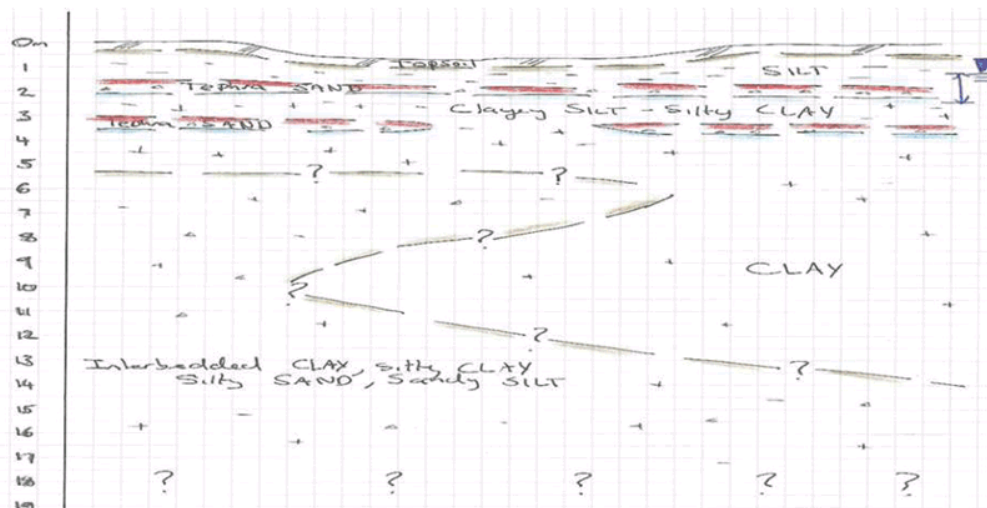 0m
Topsoil
1
SILT
2
Tephra SAND
3
Clayey SILT - Silty CLAY
Tephra SAND
4
5
?
?
6
7
8
?
9
CLAY
10
?
11
12
?
13
Interbedded CLAY, Silty CLAY
?
14
Silty SAND, Sandy SILT
15
16
17
18
? ? ? ? ?
19